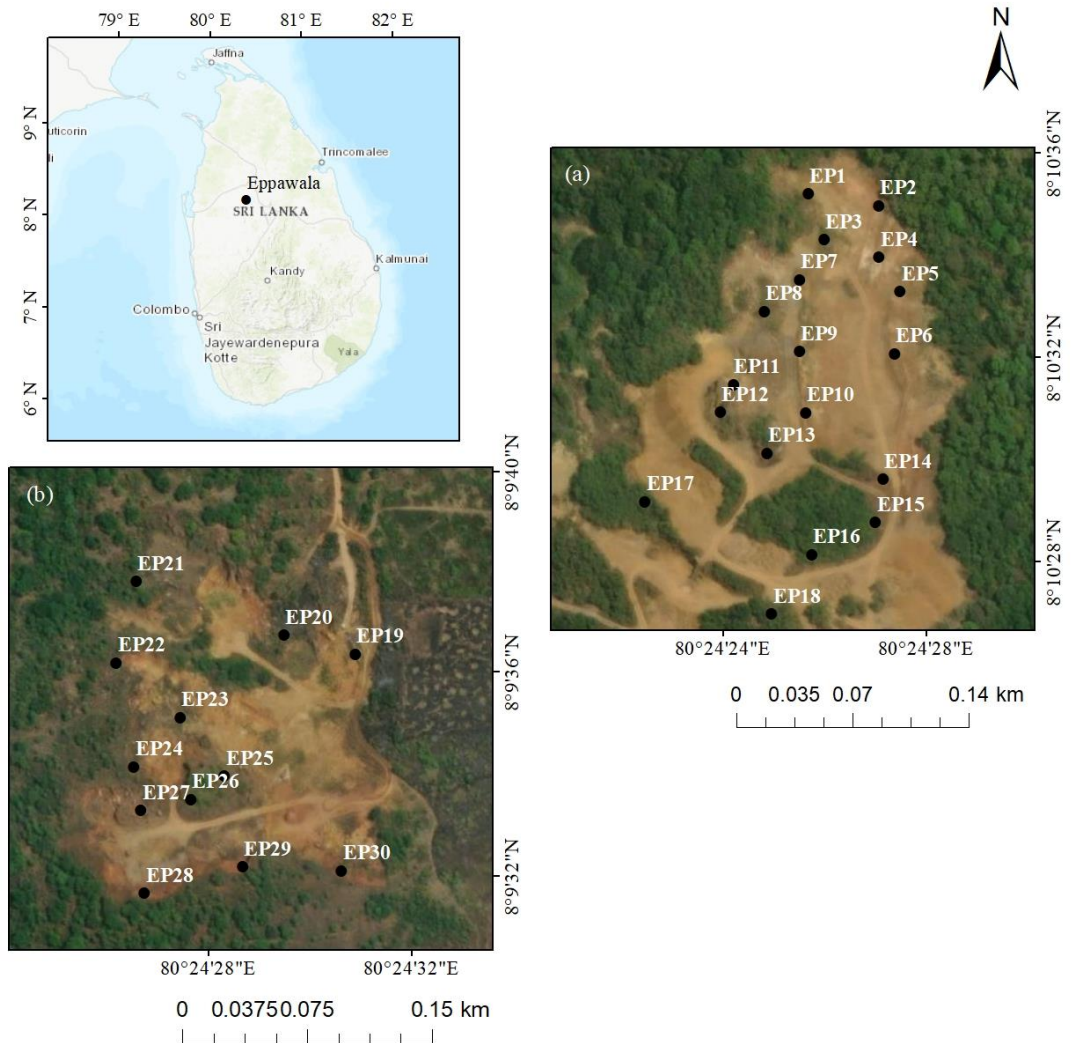 79° E 80° E 81° E 82° E
N
Jaffna
9° N
uticorin
li
Trincomalee
Eppawala
8° N
SRI LANKA
Kalmunai
Kandy
7° N
Colombo
Sri
Jayewardenepura
Kotte
Yala
6° N
(a)
8°10'36"N
EP1
EP2
EP3
EP4
EP7
EP5
EP8
EP9
EP6
8°10'32"N
EP11
EP12
EP10
EP13
EP14
EP17
EP15
EP16
8°10'28"N
EP18
80°24'24"E 80°24'28"E
0 0.035 0.07 0.14 km
(b)
8°9'40"N
EP21
EP20
EP19
EP22
8°9'36"N
EP23
EP24
EP25
EP26
EP27
EP29
EP30
EP28
8°9'32"N
80°24'28"E 80°24'32"E
0 0.0375 0.075 0.15 km